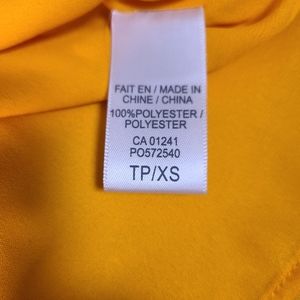 FAIT EN / MADE IN
CHINE / CHINA
100%POLYESTER /
POLYESTER
CA 01241
PO572540
TP/XS